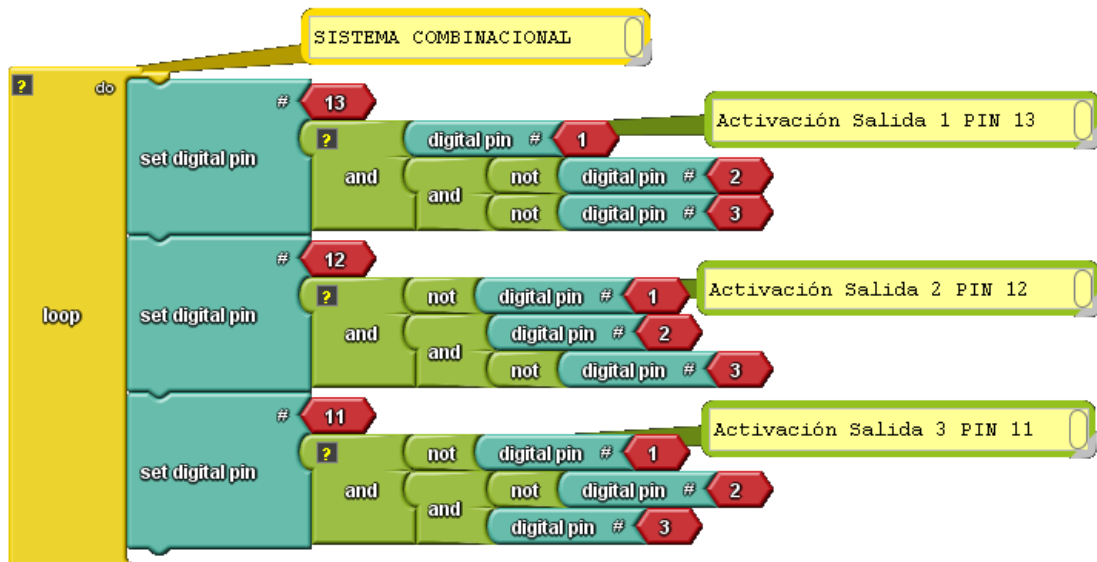 SISTEMA COMBINACIONAL
? do
# 13
Activación Salida 1 PIN 13
? digital pin # 1
set digital pin
and
not digital pin # 2
and
not digital pin # 3
# 12
Activación Salida 2 PIN 12
? not digital pin # 1
loop
set digital pin
and
digital pin # 2
and
not digital pin # 3
# 11
Activación Salida 3 PIN 11
? not digital pin # 1
set digital pin
and
not digital pin # 2
and
digital pin # 3